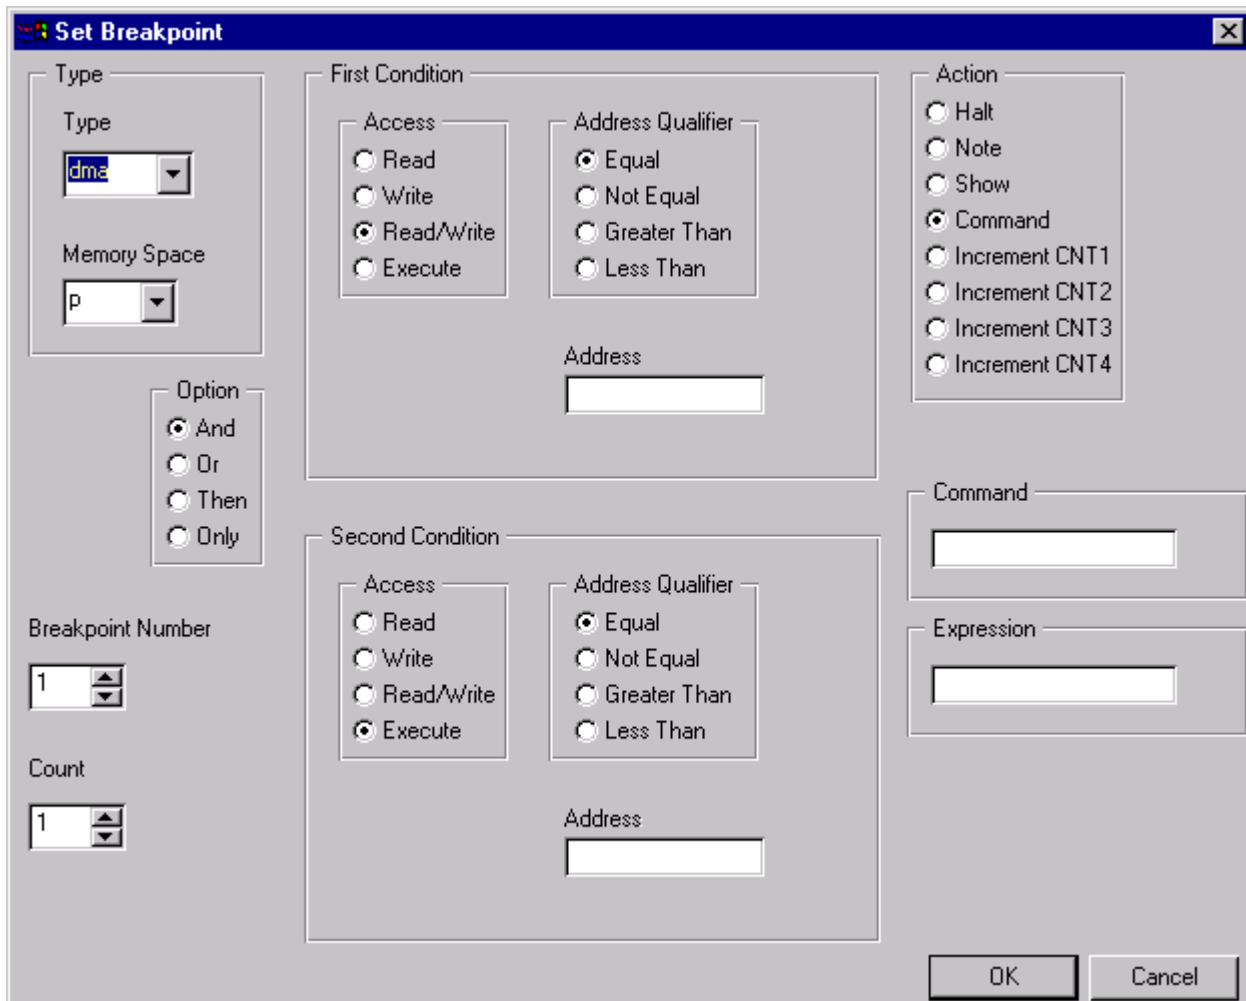 Set Breakpoint
Type
Type
dma
Memory Space
p
Option
And
Or
Then
Only
Breakpoint Number
1
Count
1
First Condition
Access
Read
Write
Read/Write
Execute
Address Qualifier
Equal
Not Equal
Greater Than
Less Than
Address
Second Condition
Access
Read
Write
Read/Write
Execute
Address Qualifier
Equal
Not Equal
Greater Than
Less Than
Address
Action
Halt
Note
Show
Command
Increment CNT1
Increment CNT2
Increment CNT3
Increment CNT4
Command
Expression
OK
Cancel